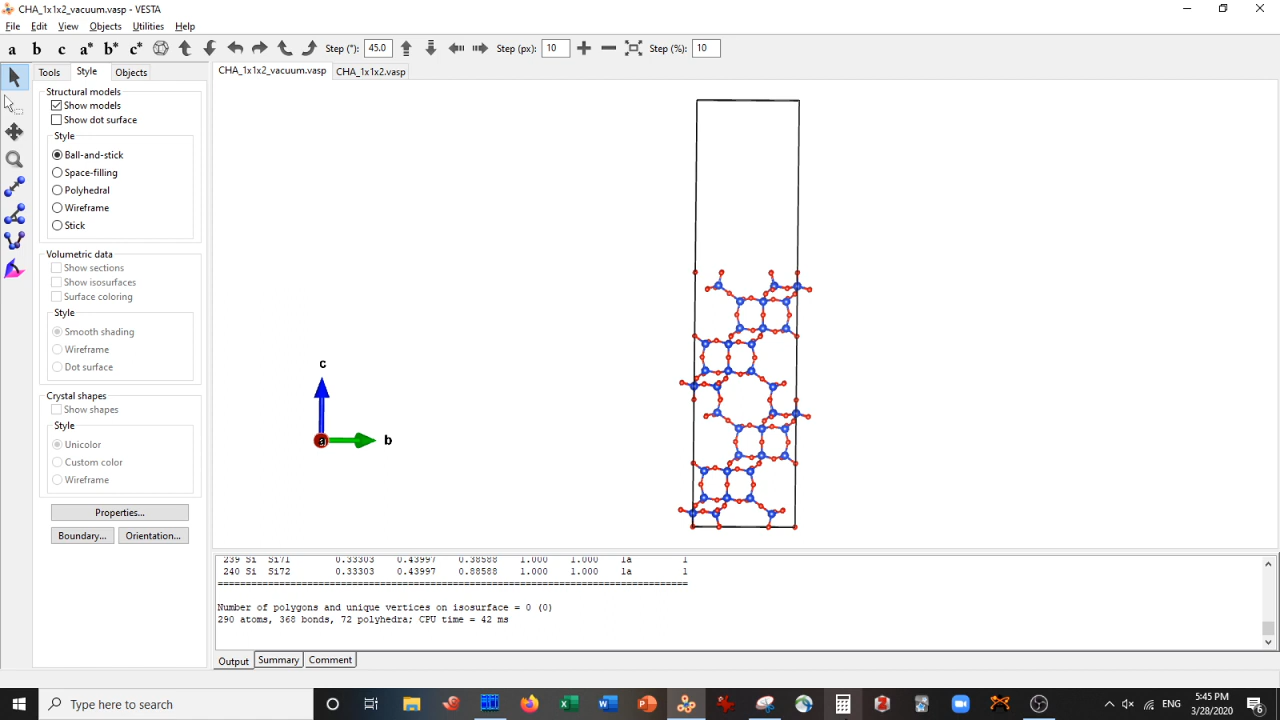 CHA_1x1x2_vacuum.vasp - VESTA
File Edit View Objects Utilities Help
a b c a* b* c* Step (°): 45.0 Step (px): 10 Step (%): 10
Tools Style Objects
CHA_1x1x2_vacuum.vasp CHA_1x1x2.vasp
Structural models
Show models
Show dot surface
Style
Ball-and-stick
Space-filling
Polyhedral
Wireframe
Stick
Volumetric data
Show sections
Show isosurfaces
Surface coloring
Style
Smooth shading
Wireframe
Dot surface
Crystal shapes
Show shapes
Style
Unicolor
Custom color
Wireframe
Properties...
Boundary... Orientation...
c
a b
239 Si Si71 0.33303 0.43997 0.38588 1.000 1.000 1a 1
240 Si Si72 0.33303 0.43997 0.88588 1.000 1.000 1a 1
Number of polygons and unique vertices on isosurface = 0 (0)
290 atoms, 368 bonds, 72 polyhedra; CPU time = 42 ms
Output Summary Comment
Type here to search
ENG
5:45 PM
3/28/2020
6